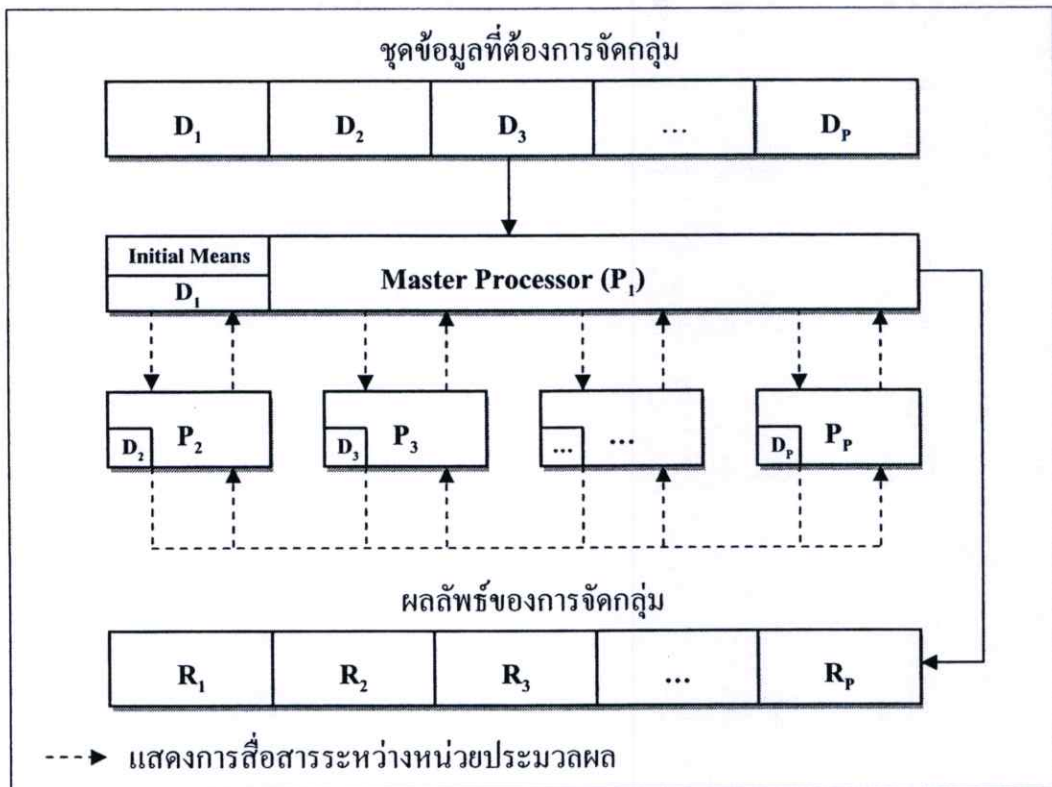 ชุดข้อมูลที่ต้องการจัดกลุ่ม
D₁ D₂ D₃ ... D_P
Initial Means
D₁
Master Processor (P₁)
D₂ P₂ D₃ P₃ ... ... D_P P_P
ผลลัพธ์ของการจัดกลุ่ม
R₁ R₂ R₃ ... R_P
แสดงการสื่อสารระหว่างหน่วยประมวลผล